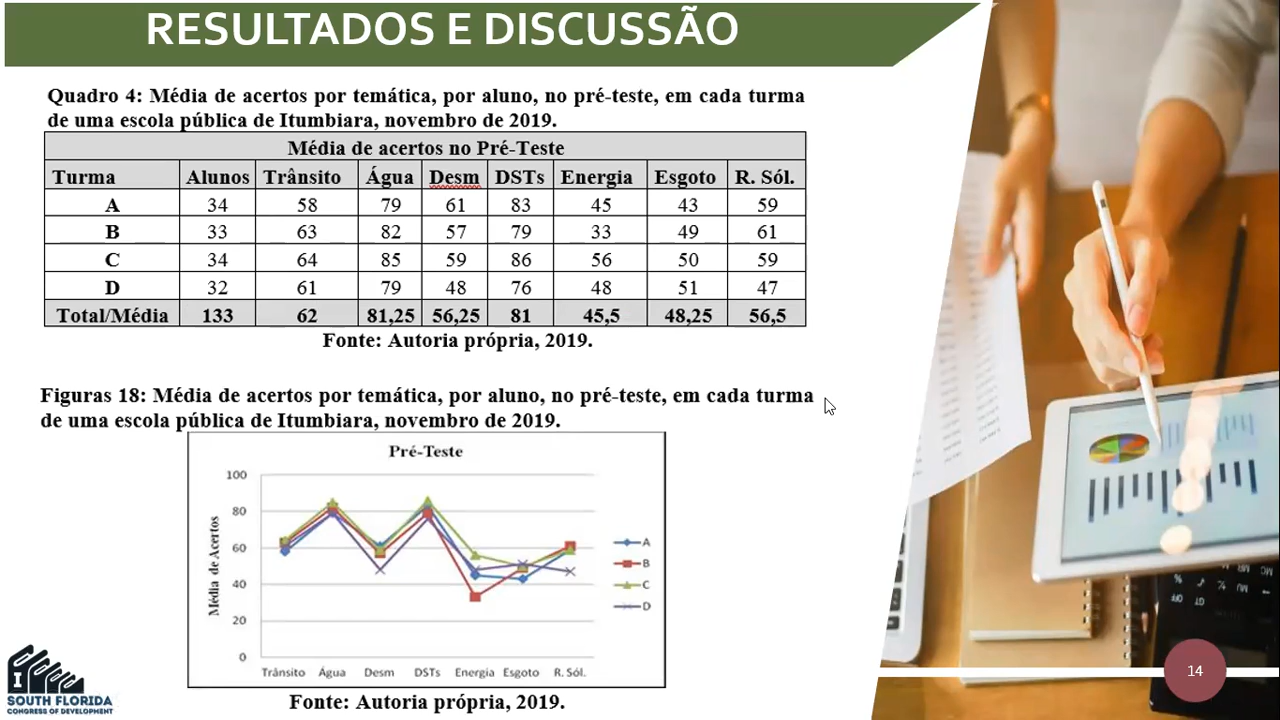 RESULTADOS E DISCUSSÃO
Quadro 4: Média de acertos por temática, por aluno, no pré-teste, em cada turma
de uma escola pública de Itumbiara, novembro de 2019.
Média de acertos no Pré-Teste
Turma Alunos Trânsito Água Desm DSTs Energia Esgoto R. Sól.
A 34 58 79 61 83 45 43 59
B 33 63 82 57 79 33 49 61
C 34 64 85 59 86 56 50 59
D 32 61 79 48 76 48 51 47
Total/Média 133 62 81,25 56,25 81 45,5 48,25 56,5
Fonte: Autoria própria, 2019.
Figuras 18: Média de acertos por temática, por aluno, no pré-teste, em cada turma
de uma escola pública de Itumbiara, novembro de 2019.
Pré-Teste
Média de Acertos
100
80
60
40
20
0
Trânsito Água Desm DSTs Energia Esgoto R. Sól.
A
B
C
D
Fonte: Autoria própria, 2019.
SOUTH FLORIDA
CONGRESS OF DEVELOPMENT
14